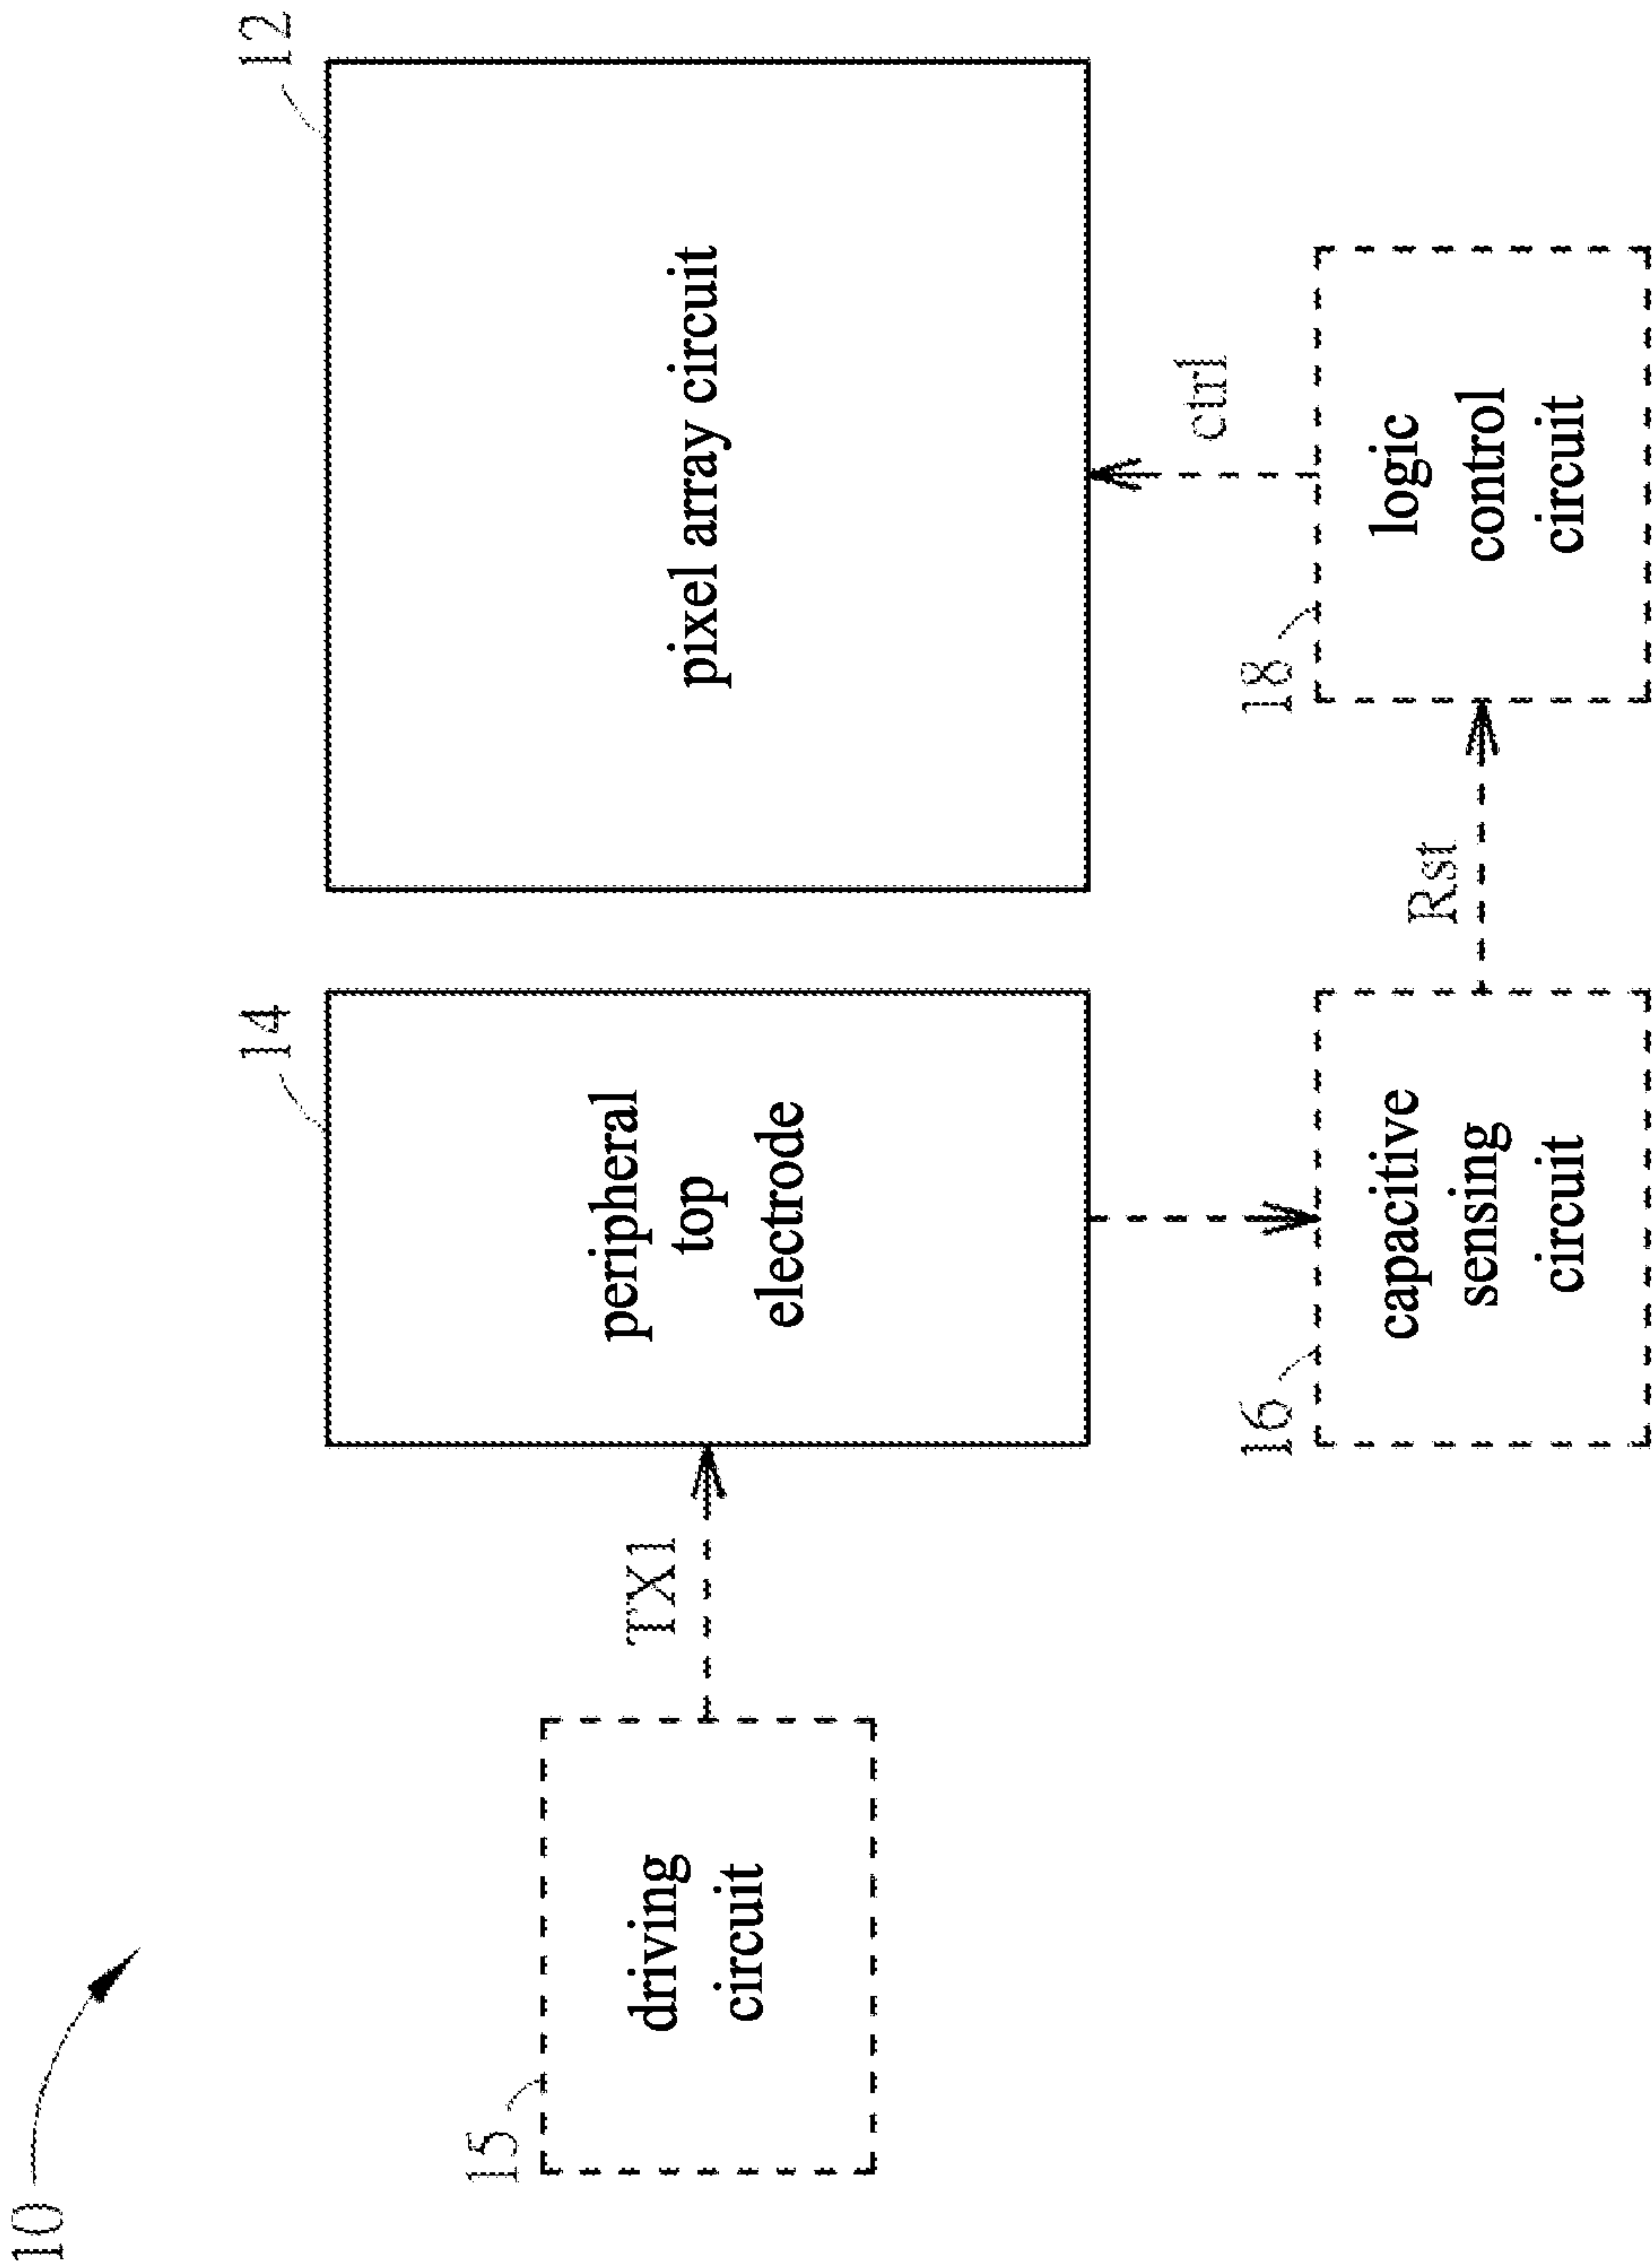 10
15
driving
circuit
TX1
14
peripheral
top
electrode
12
pixel array circuit
16
capacitive
sensing
circuit
Rst
18
logic
control
circuit
ctrl